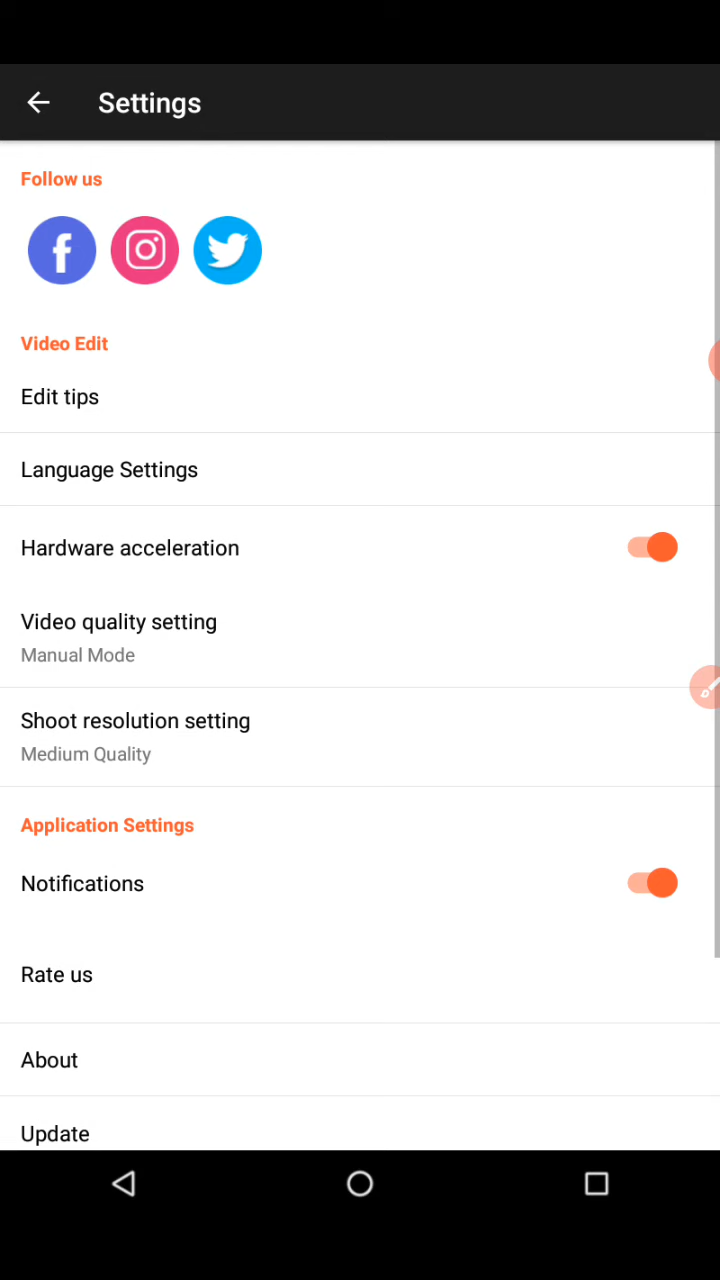 Settings
Follow us
Video Edit
Edit tips
Language Settings
Hardware acceleration
Video quality setting
Manual Mode
Shoot resolution setting
Medium Quality
Application Settings
Notifications
Rate us
About
Update